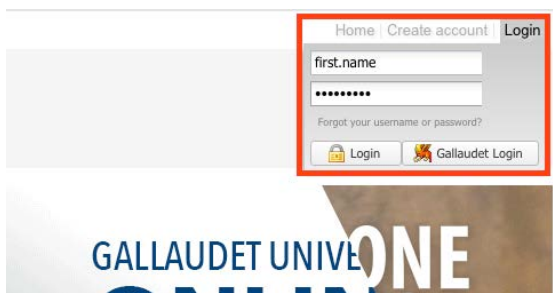 Home | Create account | Login
first.name
•••••••••
Forgot your username or password?
Login Gallaudet Login
GALLAUDET UNIVE
ONE